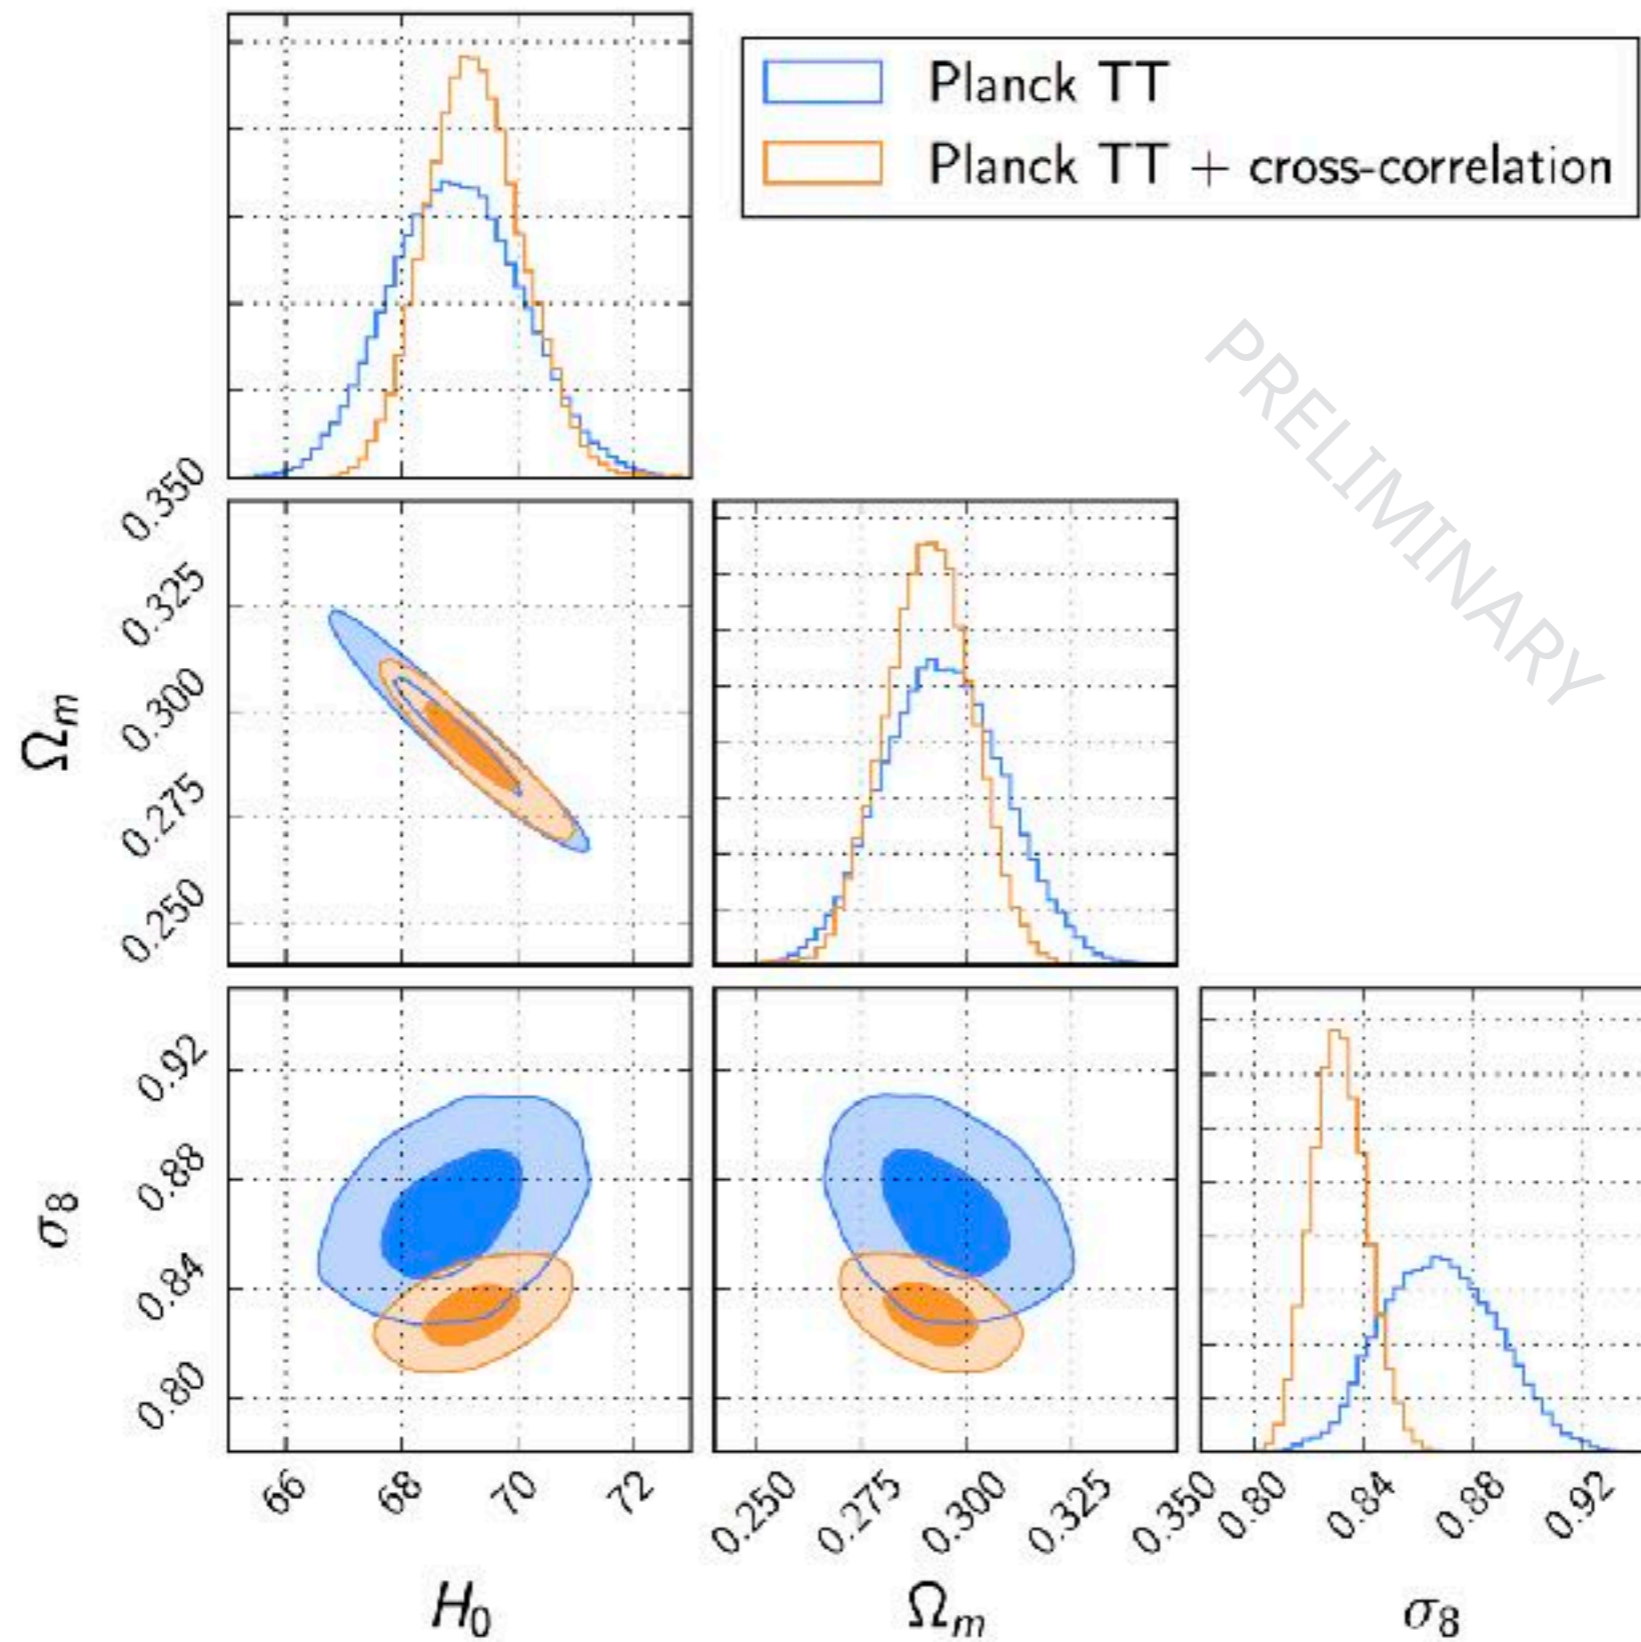 Planck TT
Planck TT + cross-correlation
PRELIMINARY
0.350
0.325
0.300
0.275
0.250
Ωₘ
0.92
0.88
0.84
0.80
σ₈
66 68 70 72
0.250 0.275 0.300 0.325 0.350
0.80 0.84 0.88 0.92
H₀
Ωₘ
σ₈